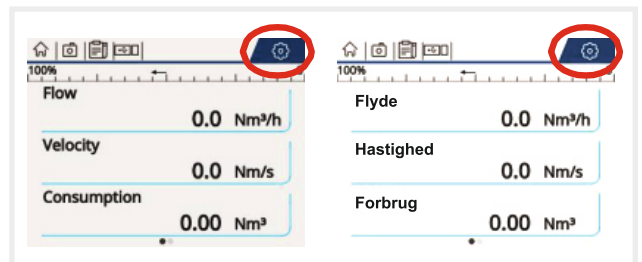 100%
Flow
0.0 Nm³/h
Velocity
0.0 Nm/s
Consumption
0.00 Nm³
100%
Flyde
0.0 Nm³/h
Hastighed
0.0 Nm/s
Forbrug
0.00 Nm³